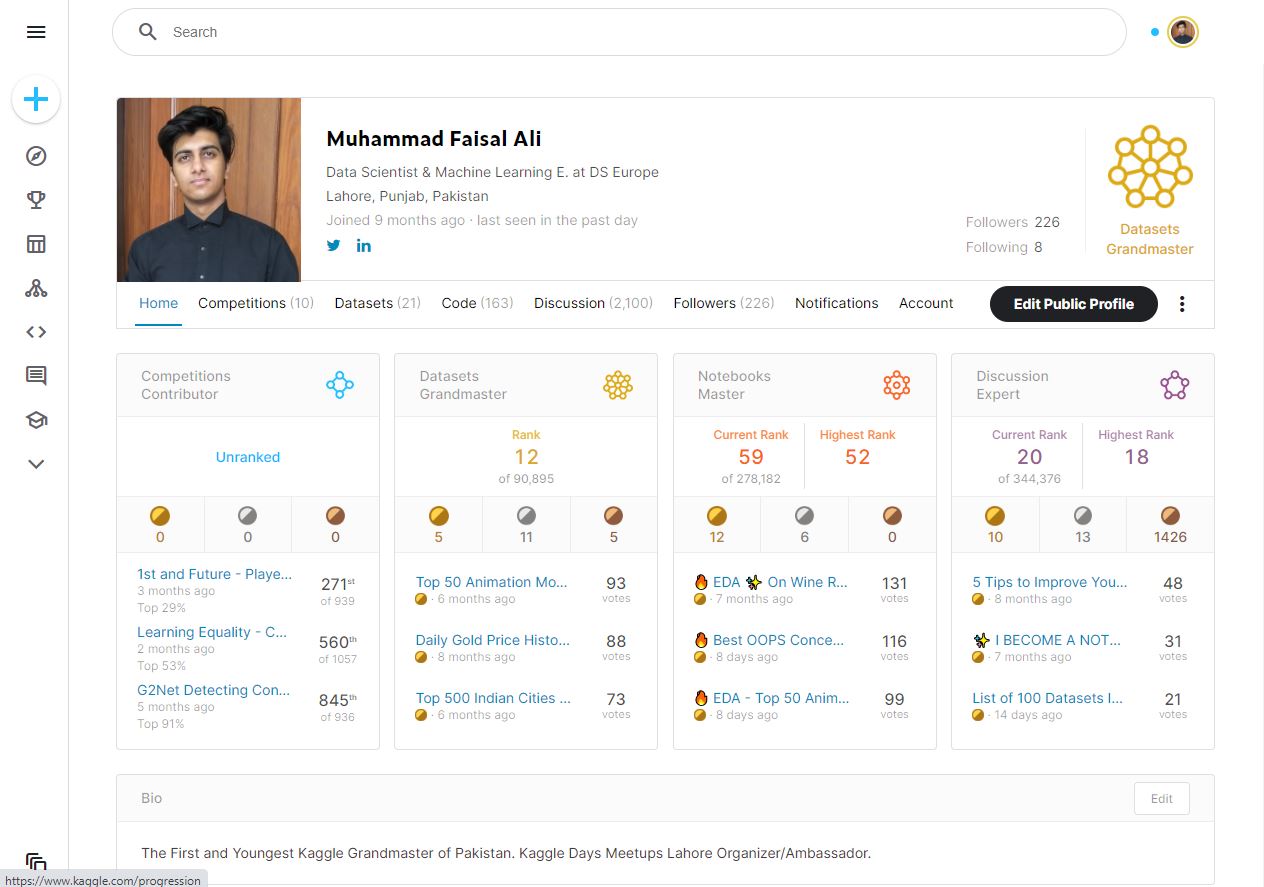 Search
Muhammad Faisal Ali
Data Scientist & Machine Learning E. at DS Europe
Lahore, Punjab, Pakistan
Joined 9 months ago · last seen in the past day
in
Followers 226
Following 8
Datasets
Grandmaster
Home Competitions (10) Datasets (21) Code (163) Discussion (2,100) Followers (226) Notifications Account Edit Public Profile
Competitions
Contributor
Unranked
0 0 0
1st and Future - Playe... 271st
3 months ago of 939
Top 29%
Learning Equality - C... 560th
2 months ago of 1057
Top 53%
G2Net Detecting Con... 845th
5 months ago of 936
Top 91%
Datasets
Grandmaster
Rank
12
of 90,895
5 11 5
Top 50 Animation Mo... 93
· 6 months ago votes
Daily Gold Price Histo... 88
· 8 months ago votes
Top 500 Indian Cities ... 73
· 6 months ago votes
Notebooks
Master
Current Rank Highest Rank
59 52
of 278,182
12 6 0
🔥 EDA ✨ On Wine R... 131
· 7 months ago votes
🔥 Best OOPS Conce... 116
· 8 days ago votes
🔥 EDA - Top 50 Anim... 99
· 8 days ago votes
Discussion
Expert
Current Rank Highest Rank
20 18
of 344,376
10 13 1426
5 Tips to Improve You... 48
· 8 months ago votes
✨ I BECOME A NOT... 31
· 7 months ago votes
List of 100 Datasets I... 21
· 14 days ago votes
Bio Edit
The First and Youngest Kaggle Grandmaster of Pakistan. Kaggle Days Meetups Lahore Organizer/Ambassador.
https://www.kaggle.com/progression